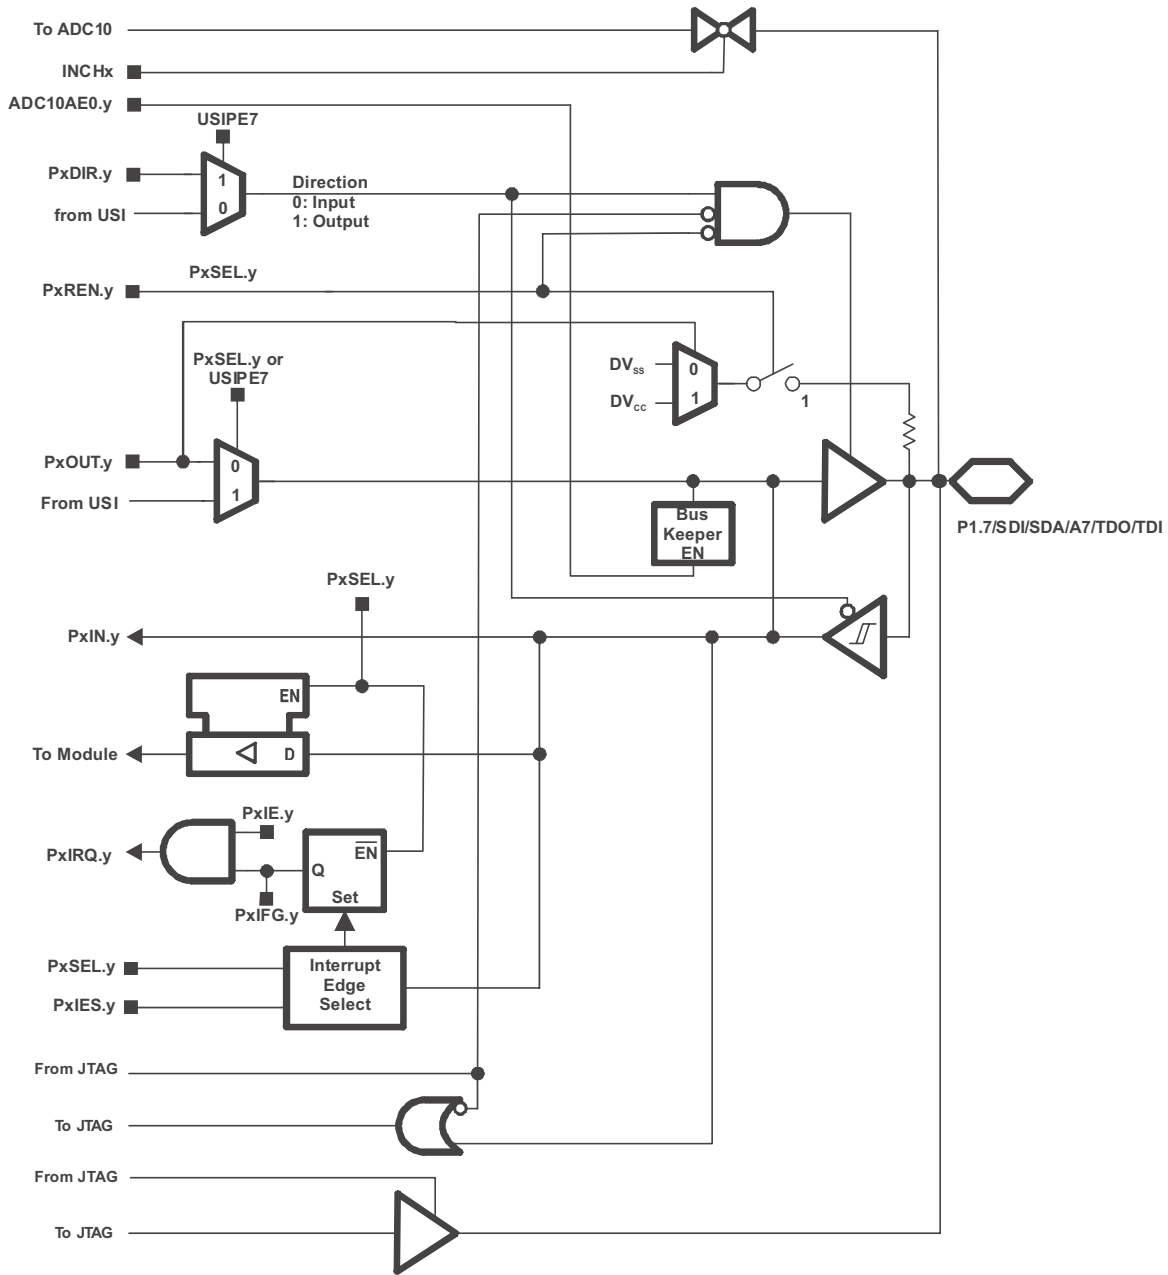 To ADC10
INCHx
ADC10AE0.y
USIPE7
PxDIR.y
1
from USI
0
Direction
0: Input
1: Output
PxSEL.y
PxREN.y
PxSEL.y or
USIPE7
DVSS
0
DVCC
1
1
PxOUT.y
0
From USI
1
Bus
Keeper
EN
P1.7/SDI/SDA/A7/TDO/TDI
PxSEL.y
PxIN.y
EN
To Module
D
PxIE.y
PxIRQ.y
EN
Q
Set
PxIFG.y
PxSEL.y
PxIES.y
Interrupt
Edge
Select
From JTAG
To JTAG
From JTAG
To JTAG